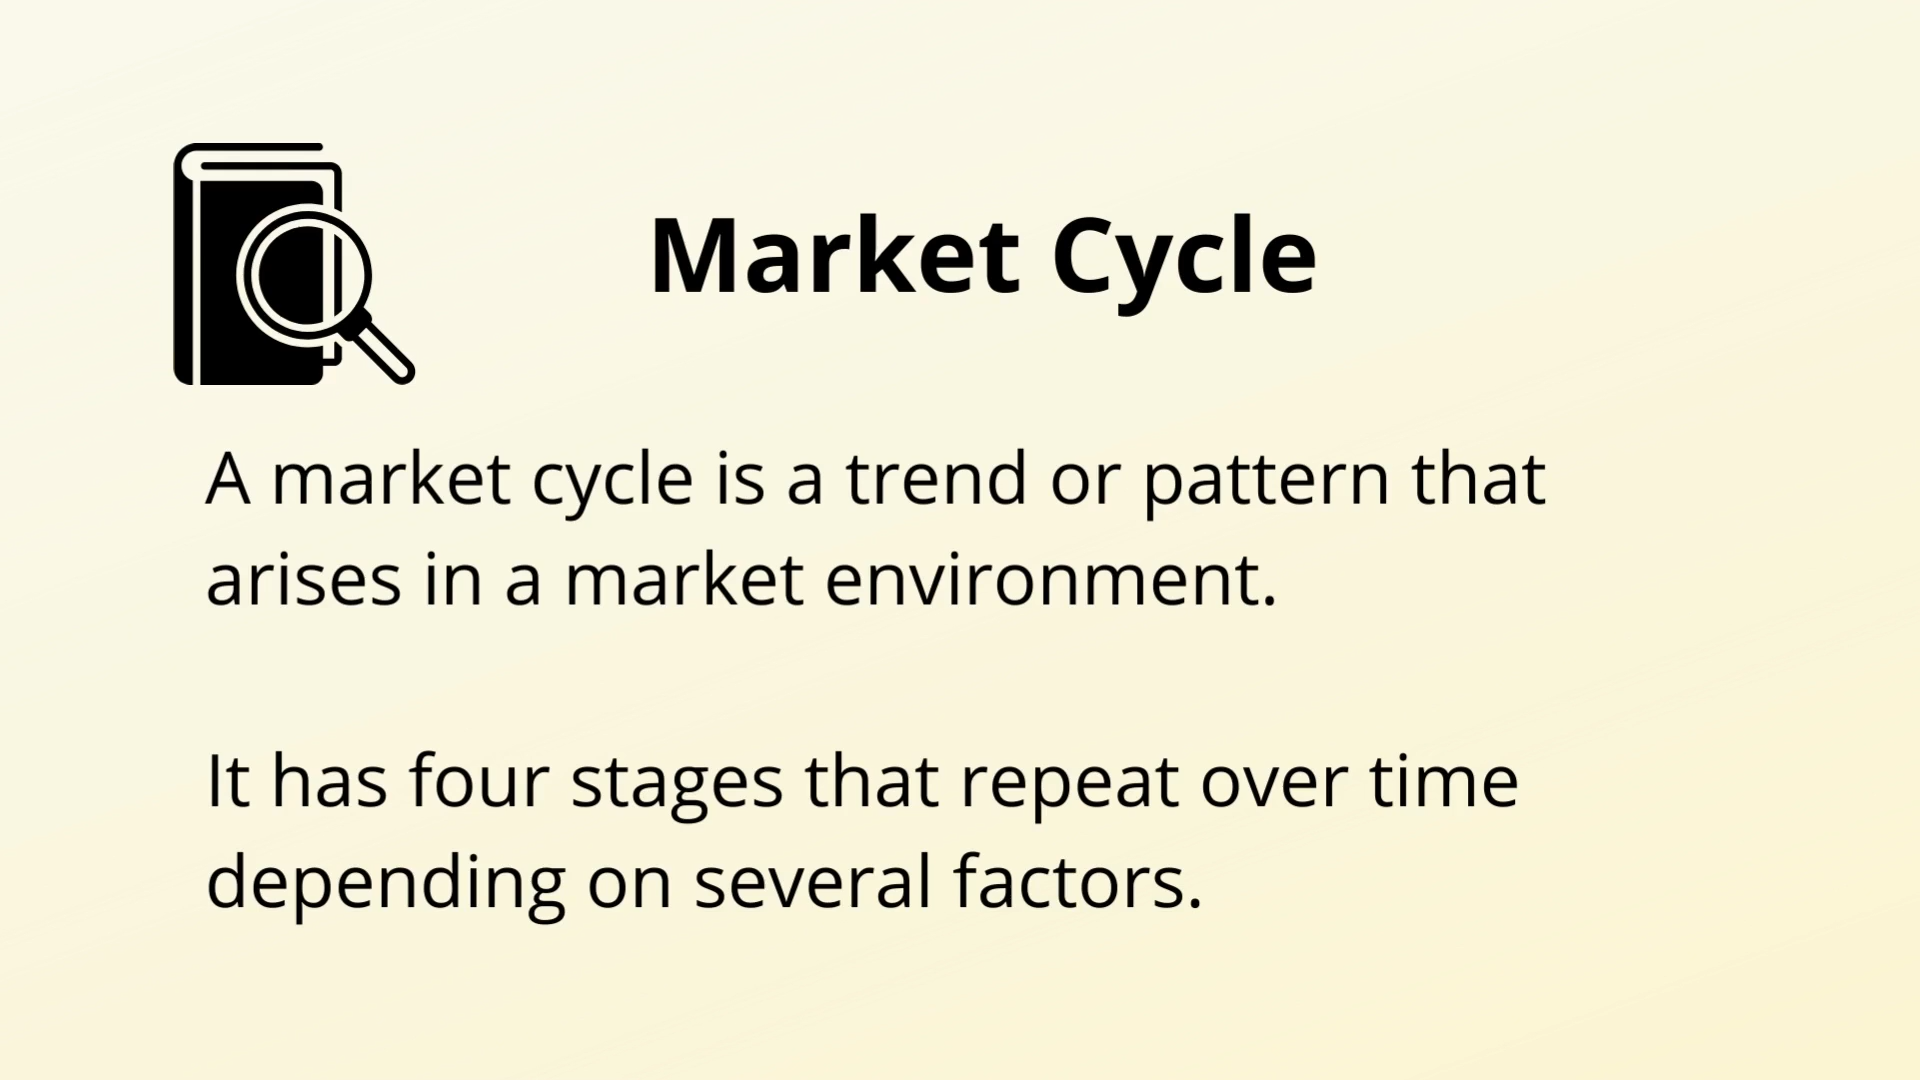 Market Cycle
A market cycle is a trend or pattern that
arises in a market environment.
It has four stages that repeat over time
depending on several factors.